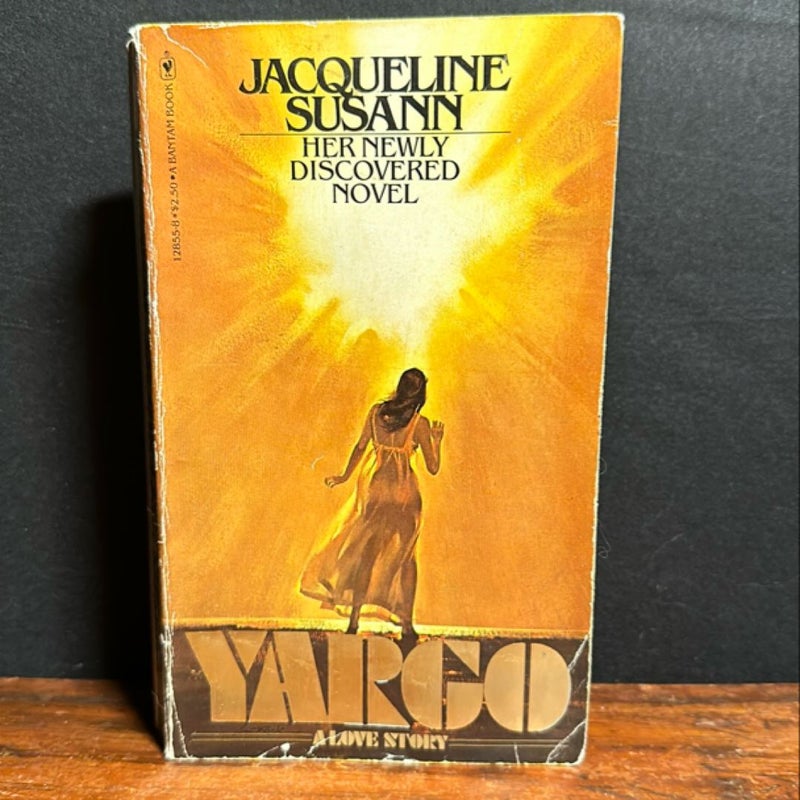 JACQUELINE
SUSANN
HER NEWLY
DISCOVERED
NOVEL
12855-8 • $2.50 • A BANTAM BOOK
YARGO
A LOVE STORY